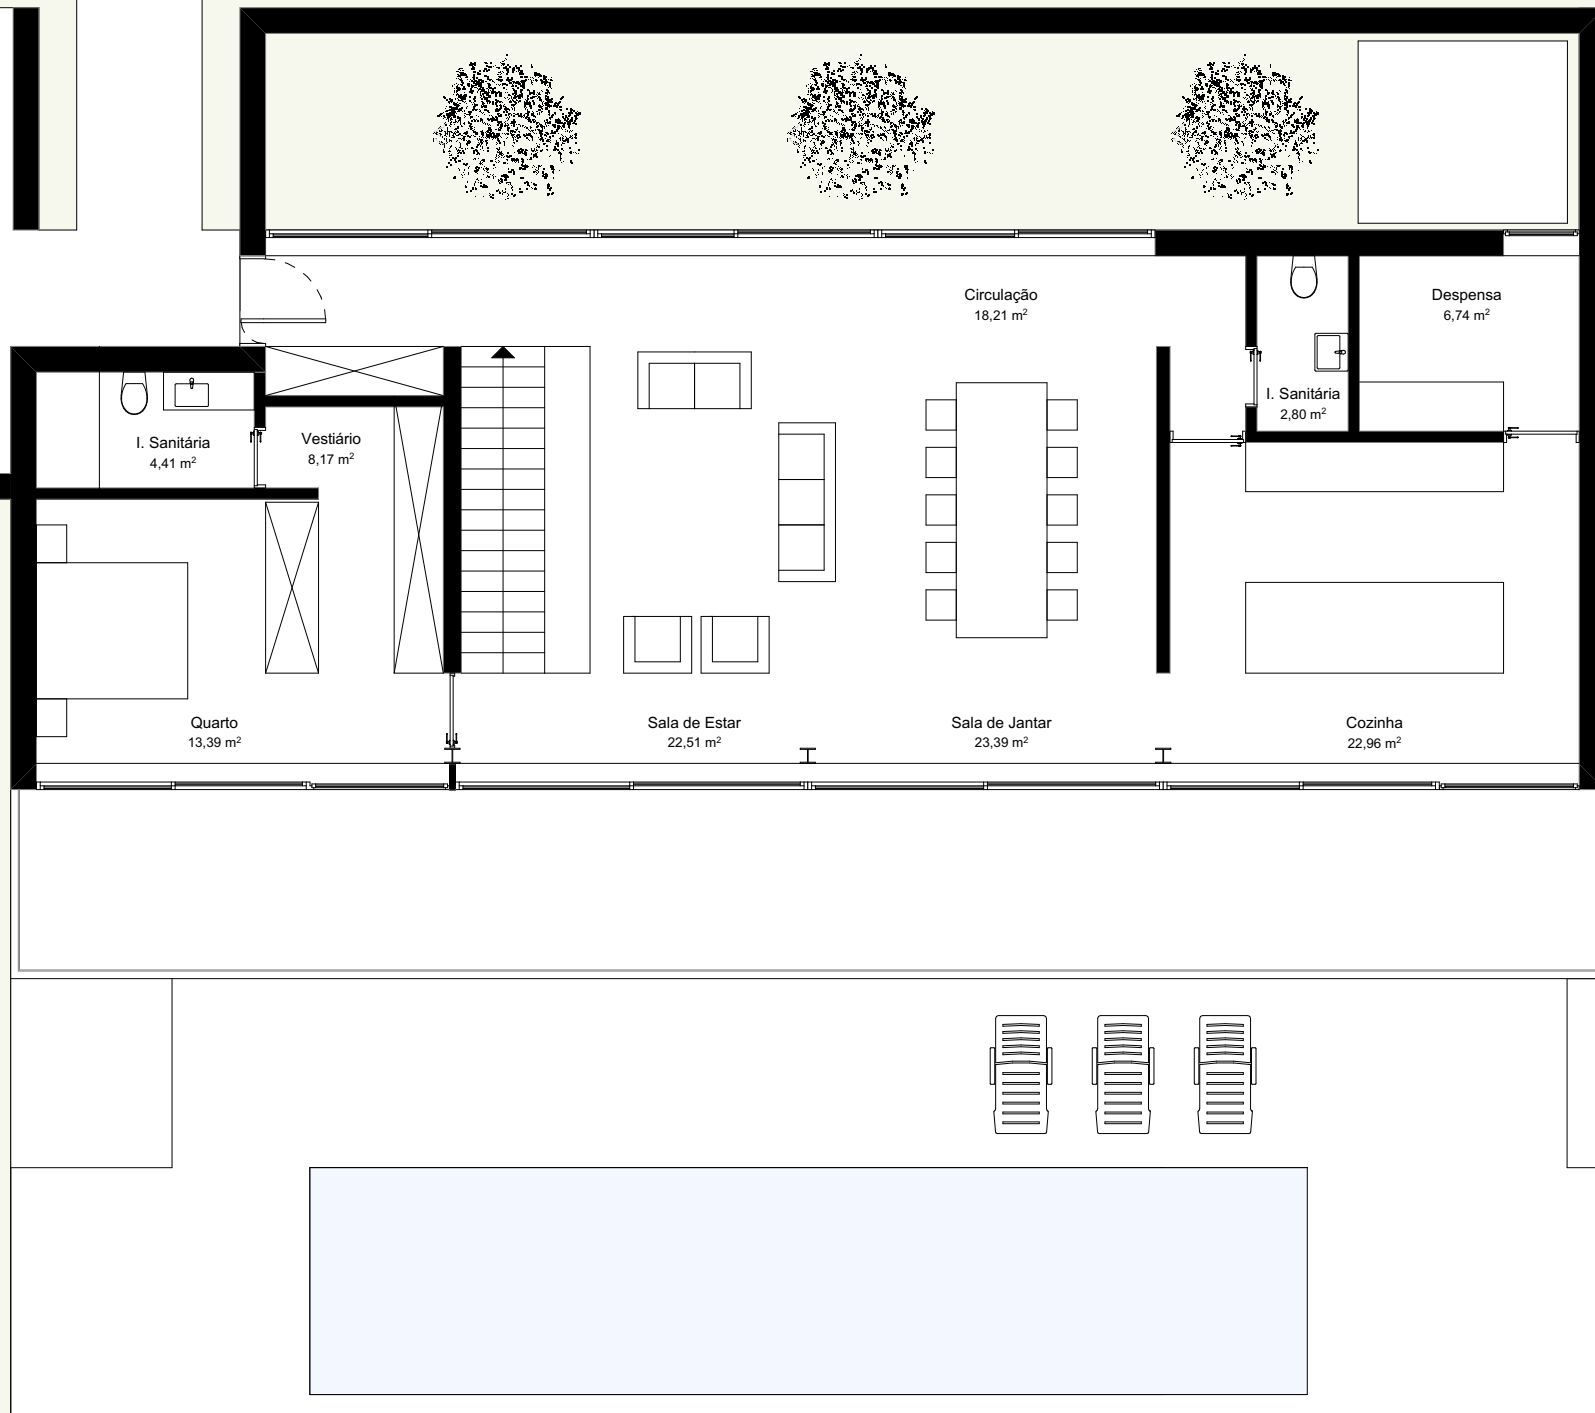 Circulação
18,21 m²
Despensa
6,74 m²
I. Sanitária
2,80 m²
I. Sanitária
4,41 m²
Vestiário
8,17 m²
Quarto
13,39 m²
Sala de Estar
22,51 m²
Sala de Jantar
23,39 m²
Cozinha
22,96 m²